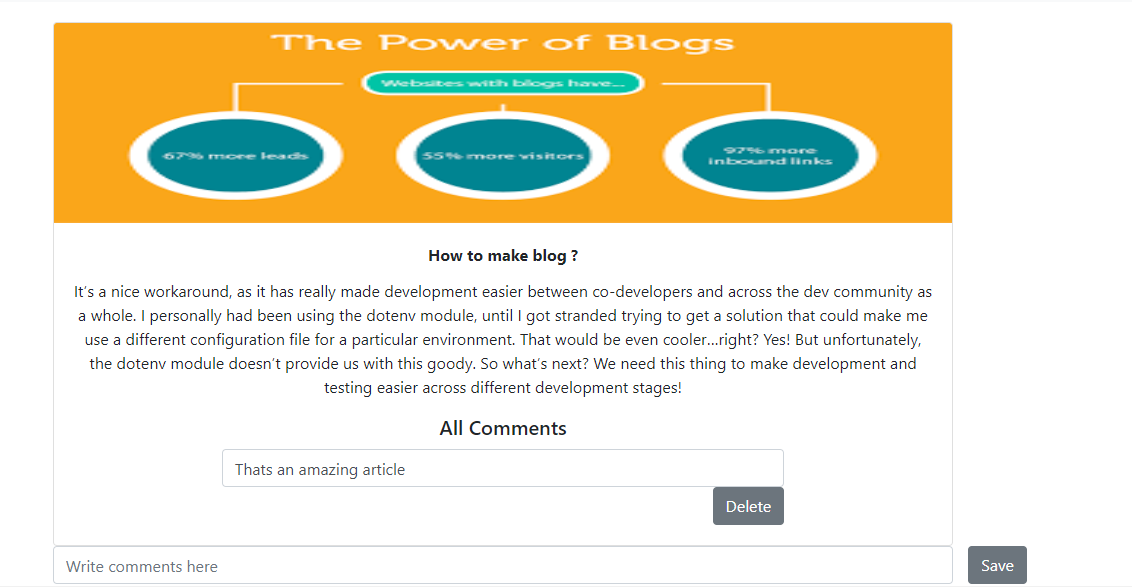 The Power of Blogs
Websites with blogs have...
67% more leads
55% more visitors
97% more
inbound links
How to make blog ?
It's a nice workaround, as it has really made development easier between co-developers and across the dev community as
a whole. I personally had been using the dotenv module, until I got stranded trying to get a solution that could make me
use a different configuration file for a particular environment. That would be even cooler…right? Yes! But unfortunately,
the dotenv module doesn't provide us with this goody. So what's next? We need this thing to make development and
testing easier across different development stages!
All Comments
Thats an amazing article
Delete
Write comments here
Save